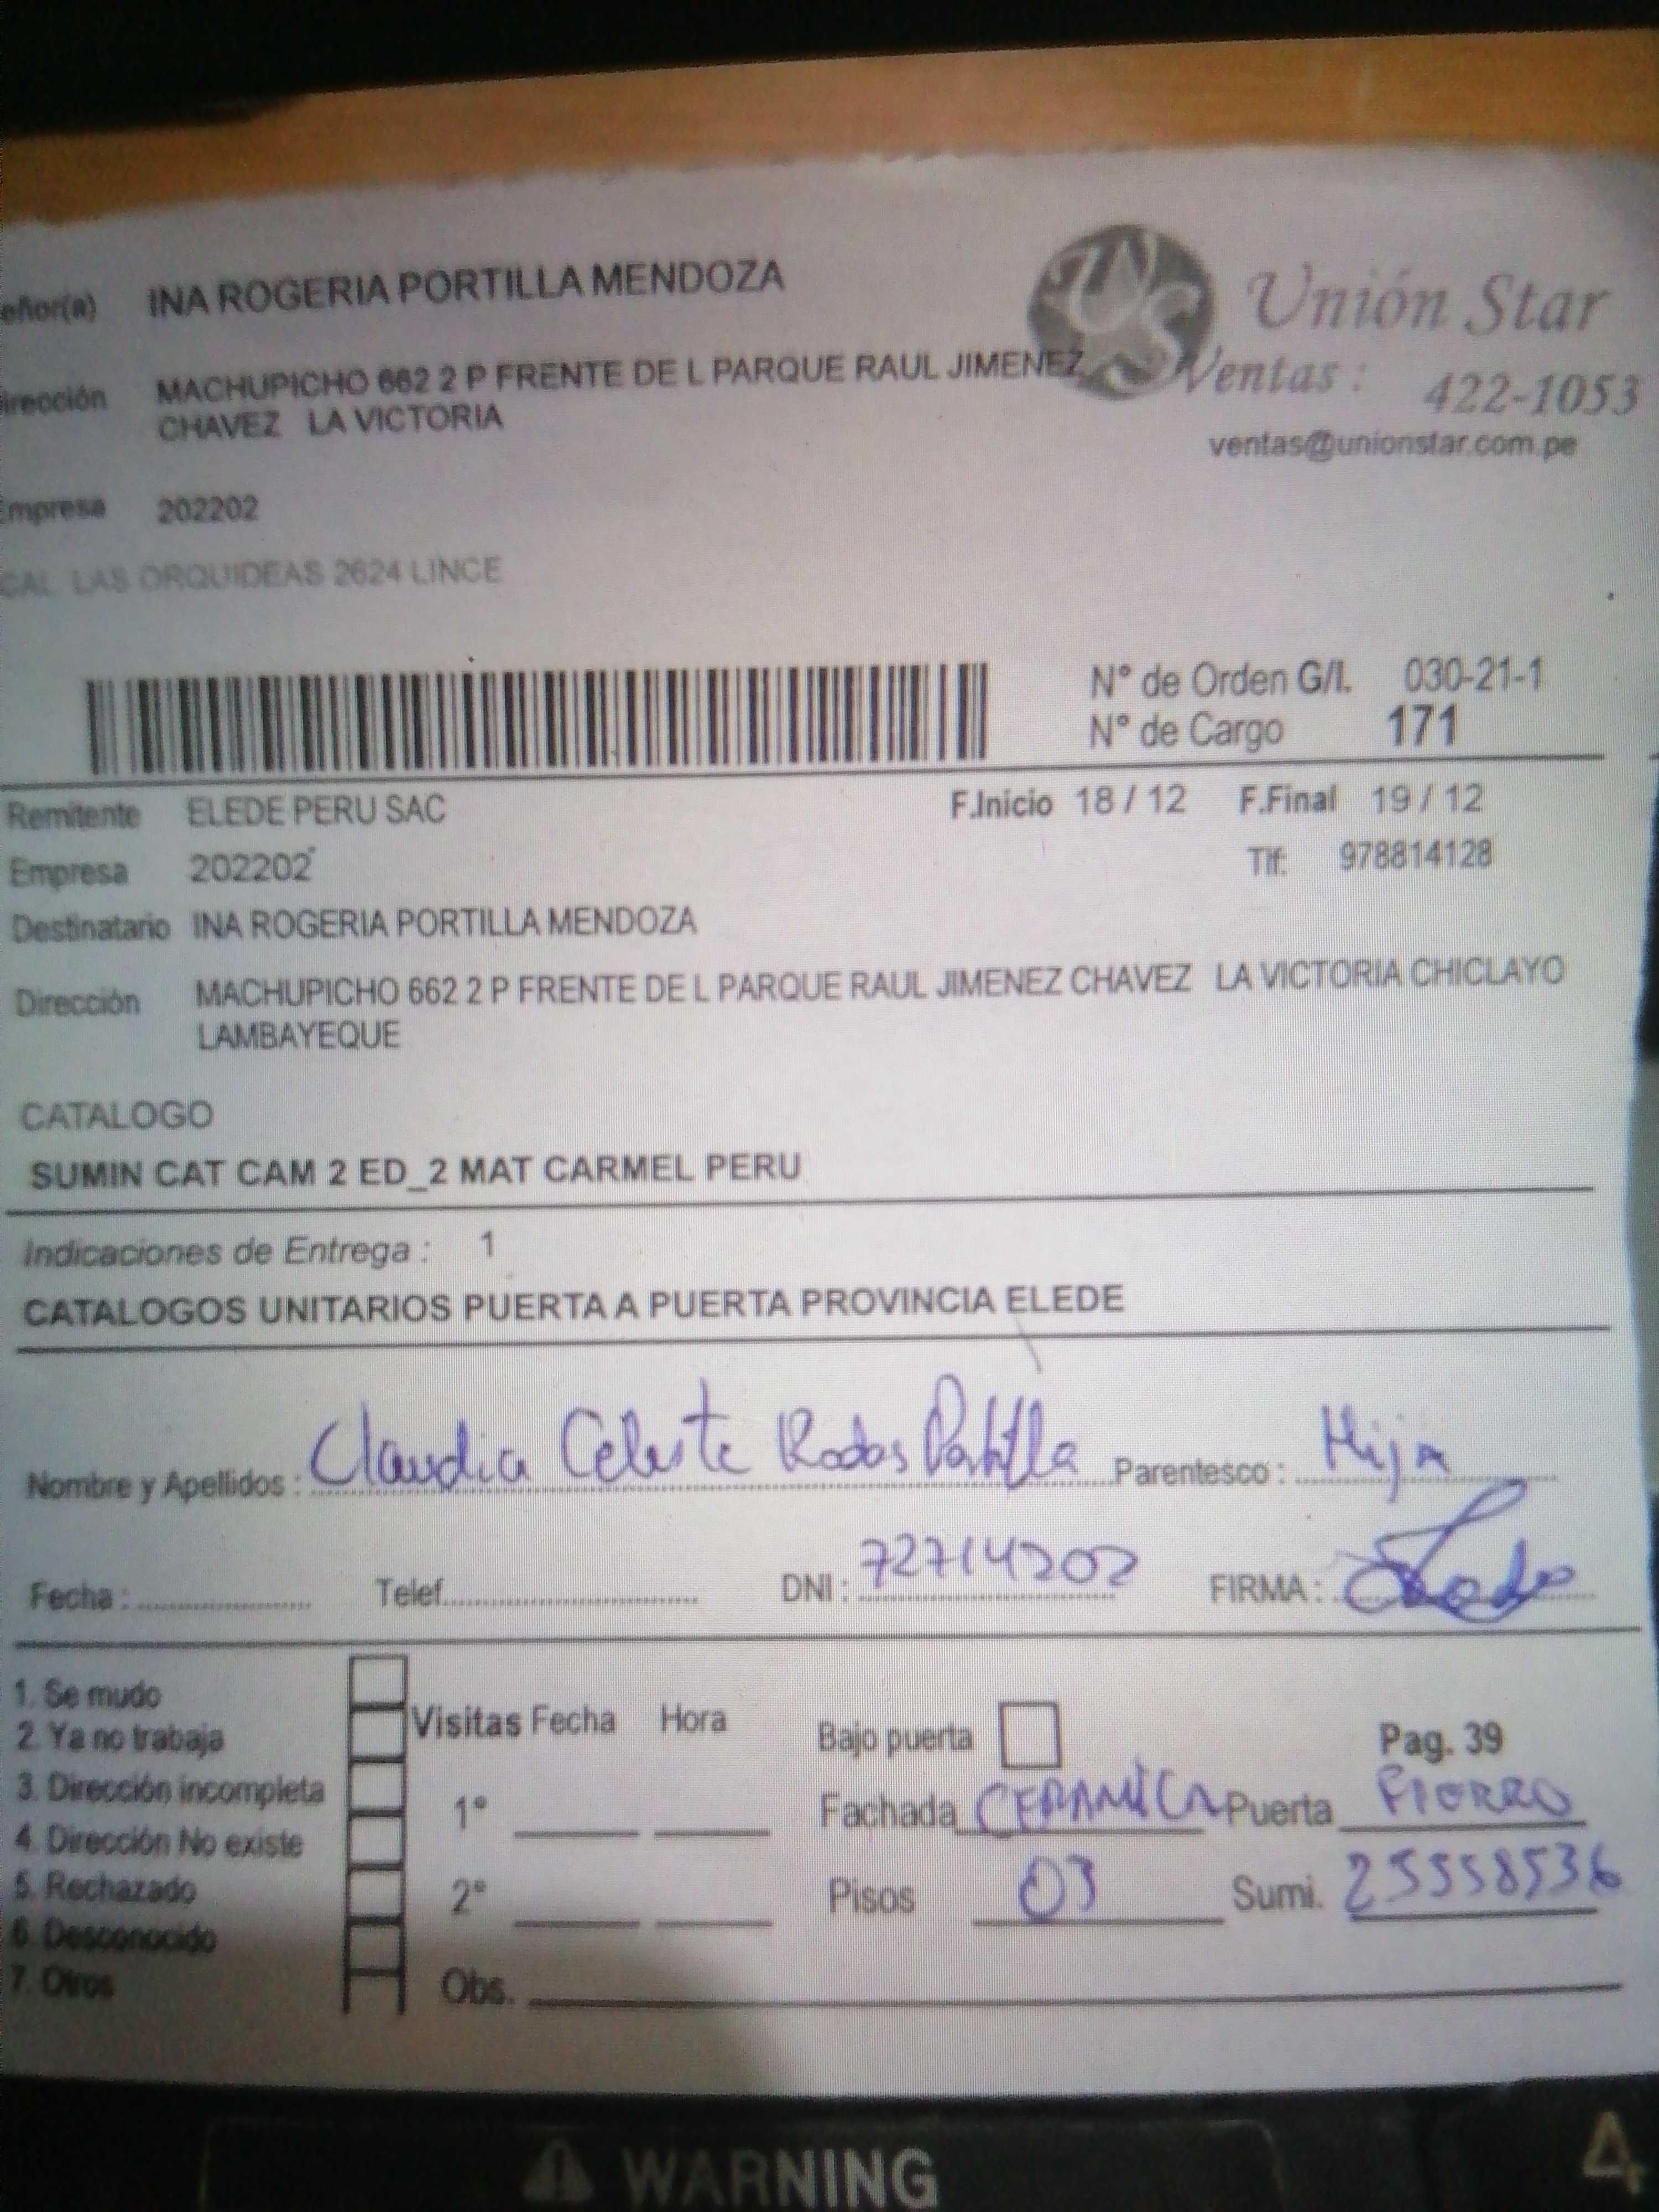 eñor(a) INA ROGERIA PORTILLA MENDOZA
Unión Star
irección MACHUPICHO 662 2 P FRENTE DE L PARQUE RAUL JIMENEZ
CHAVEZ LA VICTORIA
Ventas : 422-1053
ventas@unionstar.com.pe
Empresa 202202
CAL LAS ORQUIDEAS 2624 LINCE
N° de Orden G/I. 030-21-1
N° de Cargo 171
Remitente ELEDE PERU SAC F.Inicio 18 / 12 F.Final 19 / 12
Empresa 202202 Tlf: 978814128
Destinatario INA ROGERIA PORTILLA MENDOZA
Dirección MACHUPICHO 662 2 P FRENTE DE L PARQUE RAUL JIMENEZ CHAVEZ LA VICTORIA CHICLAYO
LAMBAYEQUE
CATALOGO
SUMIN CAT CAM 2 ED_2 MAT CARMEL PERU
Indicaciones de Entrega : 1
CATALOGOS UNITARIOS PUERTA A PUERTA PROVINCIA ELEDE
Nombre y Apellidos : Claudia Celeste Rodas Portilla Parentesco : Hija
Fecha : Telef. DNI : 72714202 FIRMA :
1. Se mudo
2. Ya no trabaja
3. Dirección incompleta
4. Dirección No existe
5. Rechazado
6. Desconocido
7. Otros
Visitas Fecha Hora
1°
2°
Obs.
Bajo puerta Pag. 39
Fachada CERAMICA Puerta FIERRO
Pisos 03 Sumi. 25558536
WARNING
4